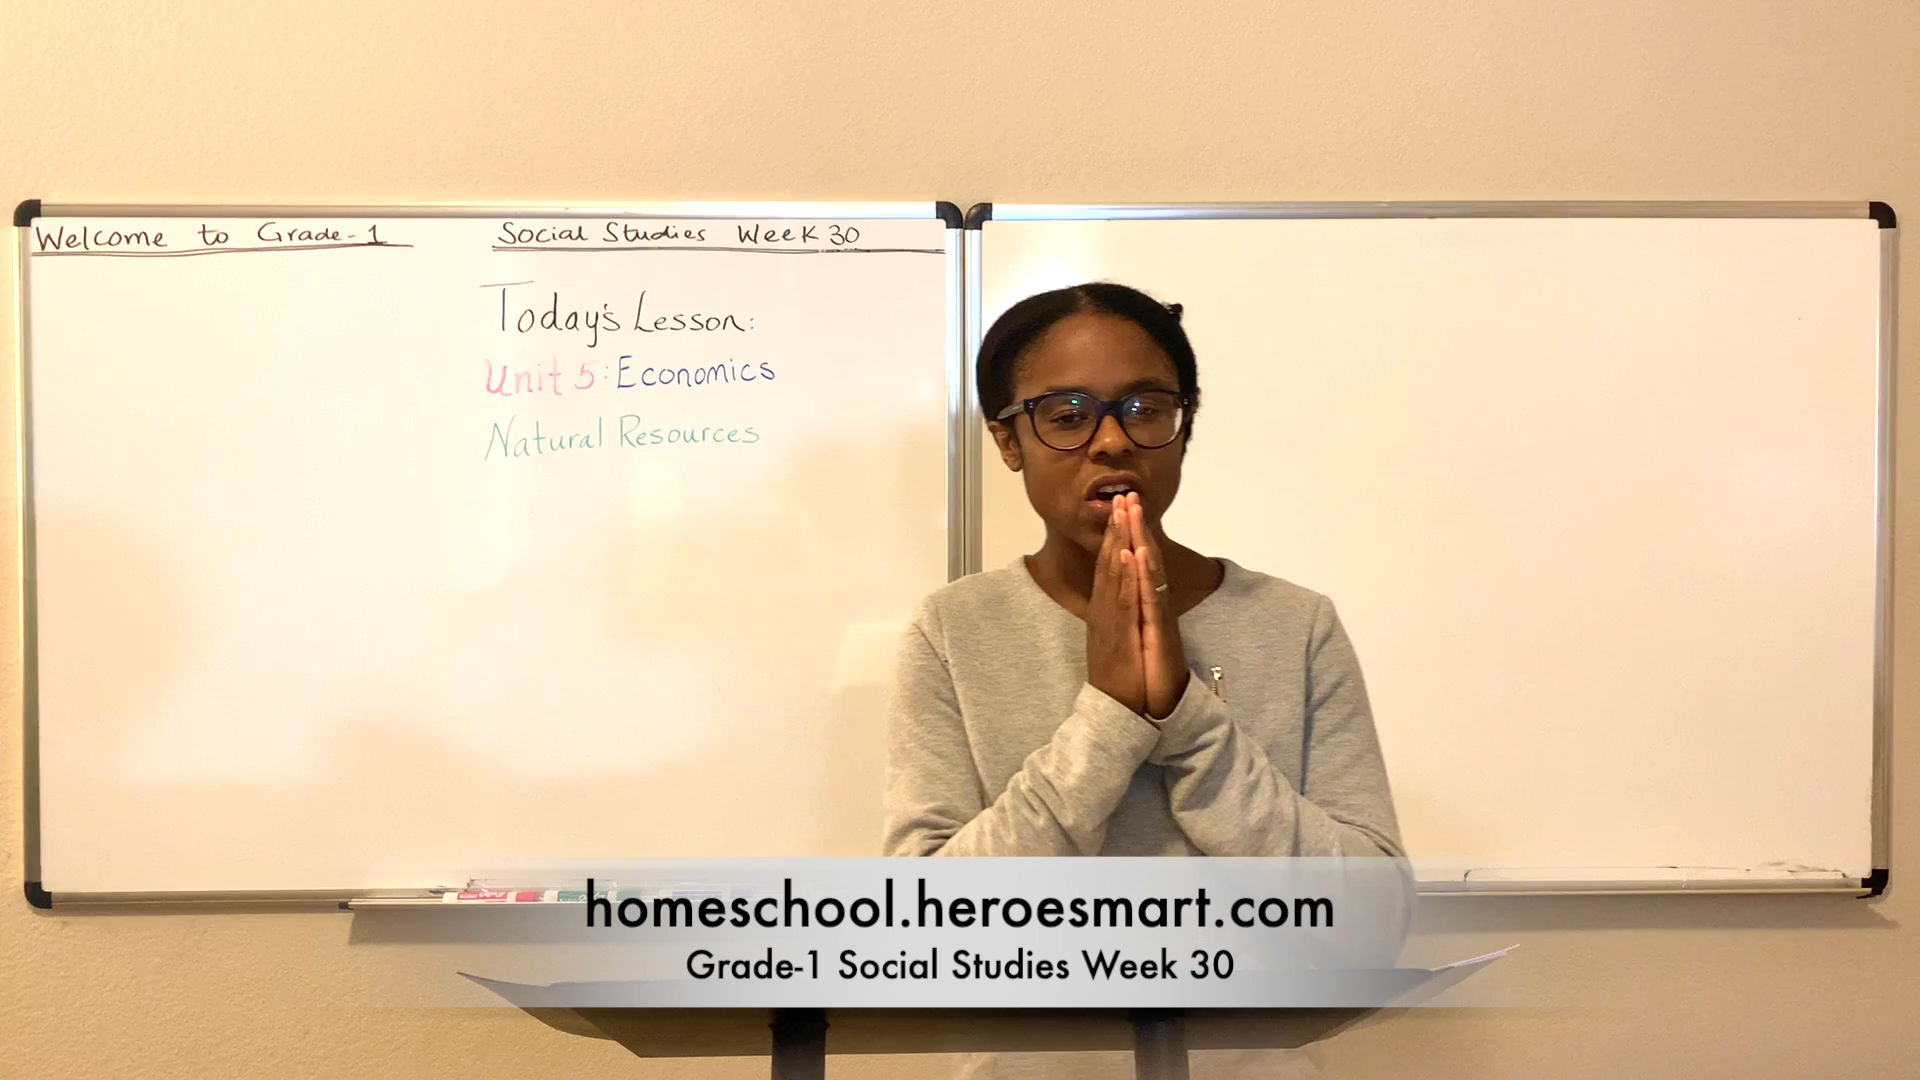 Welcome to Grade-1
Social Studies Week 30
Today's Lesson:
Unit 5: Economics
Natural Resources
homeschool.heroesmart.com
Grade-1 Social Studies Week 30